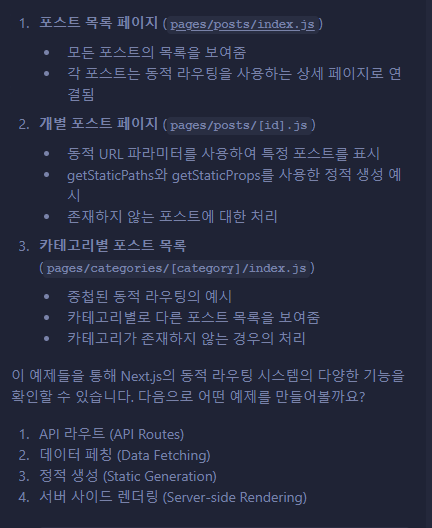 1. 포스트 목록 페이지 (pages/posts/index.js)
• 모든 포스트의 목록을 보여줌
• 각 포스트는 동적 라우팅을 사용하는 상세 페이지로 연
결됨
2. 개별 포스트 페이지 (pages/posts/[id].js)
• 동적 URL 파라미터를 사용하여 특정 포스트를 표시
• getStaticPaths와 getStaticProps를 사용한 정적 생성 예
시
• 존재하지 않는 포스트에 대한 처리
3. 카테고리별 포스트 목록
(pages/categories/[category]/index.js)
• 중첩된 동적 라우팅의 예시
• 카테고리별로 다른 포스트 목록을 보여줌
• 카테고리가 존재하지 않는 경우의 처리
이 예제들을 통해 Next.js의 동적 라우팅 시스템의 다양한 기능을
확인할 수 있습니다. 다음으로 어떤 예제를 만들어볼까요?
1. API 라우트 (API Routes)
2. 데이터 페칭 (Data Fetching)
3. 정적 생성 (Static Generation)
4. 서버 사이드 렌더링 (Server-side Rendering)